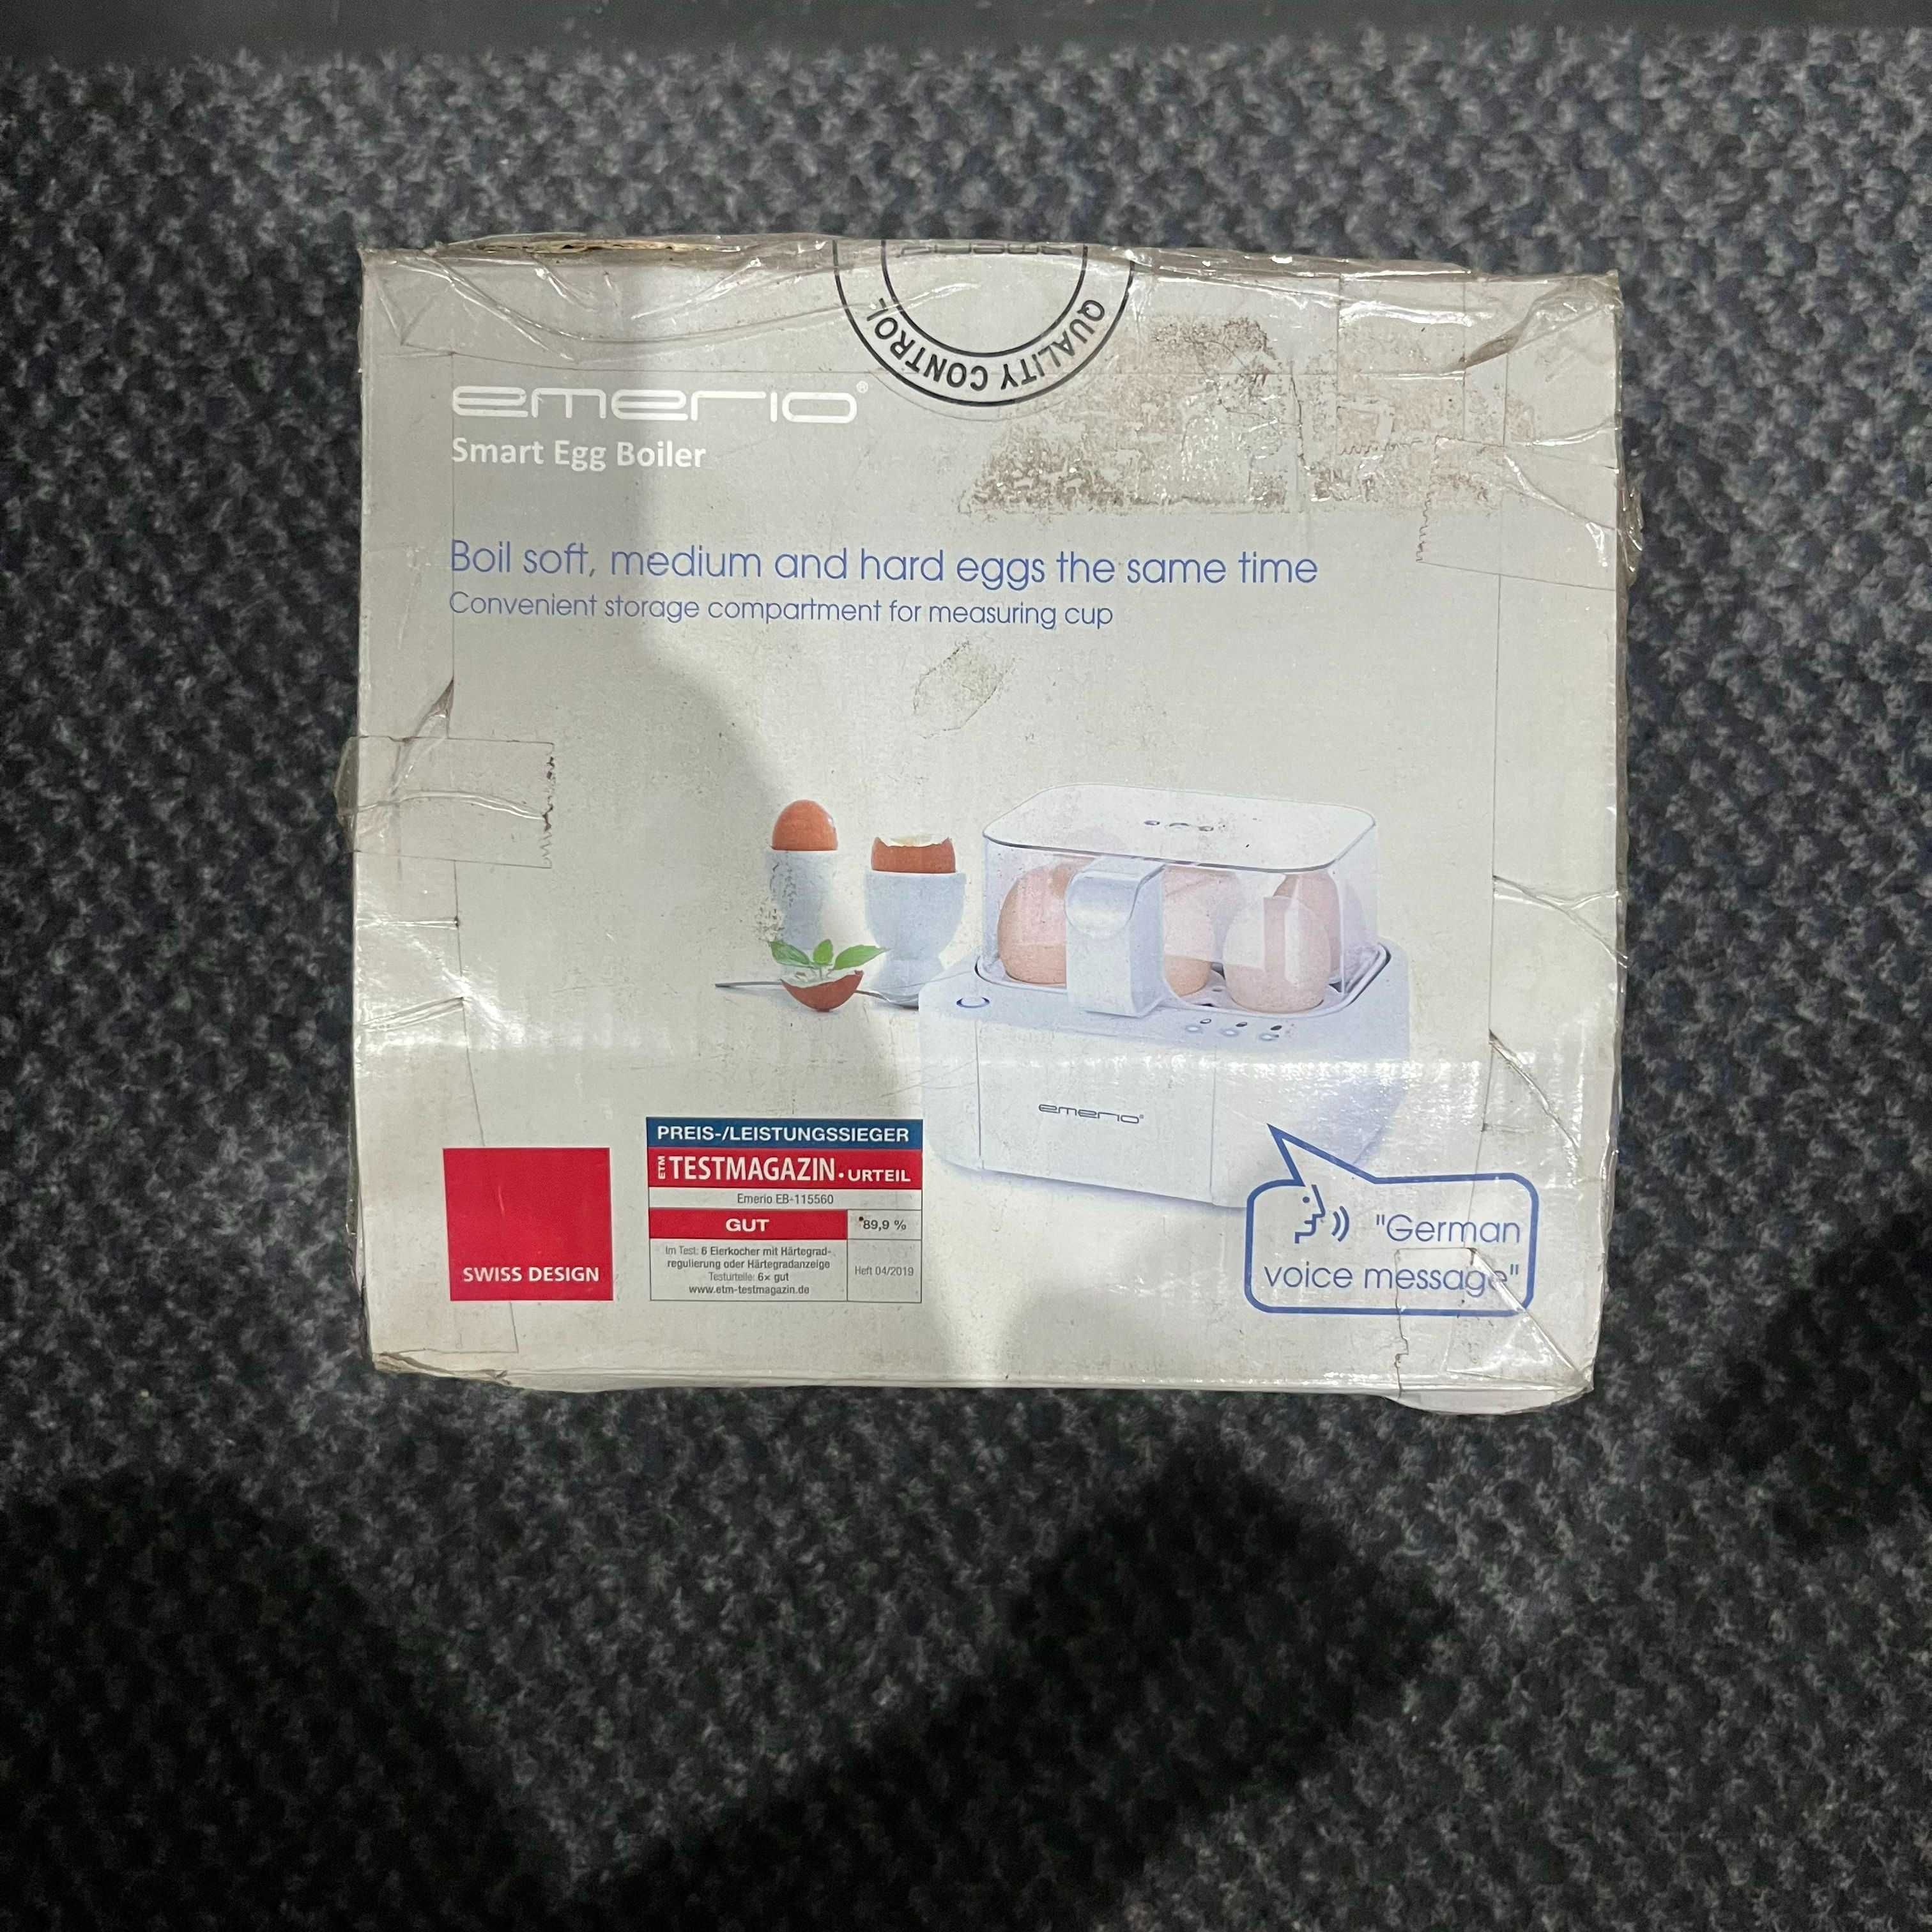 QUALITY CONTROL
emerio®
Smart Egg Boiler
Boil soft, medium and hard eggs the same time
Convenient storage compartment for measuring cup
emerio®
SWISS DESIGN
PREIS-/LEISTUNGSSIEGER
ETM TESTMAGAZIN • URTEIL
Emerio EB-115560
GUT 89,9 %
Im Test: 6 Eierkocher mit Härtegrad-
regulierung oder Härtegradanzeige
Testurteile: 6× gut
www.etm-testmagazin.de
Heft 04/2019
"German
voice message"